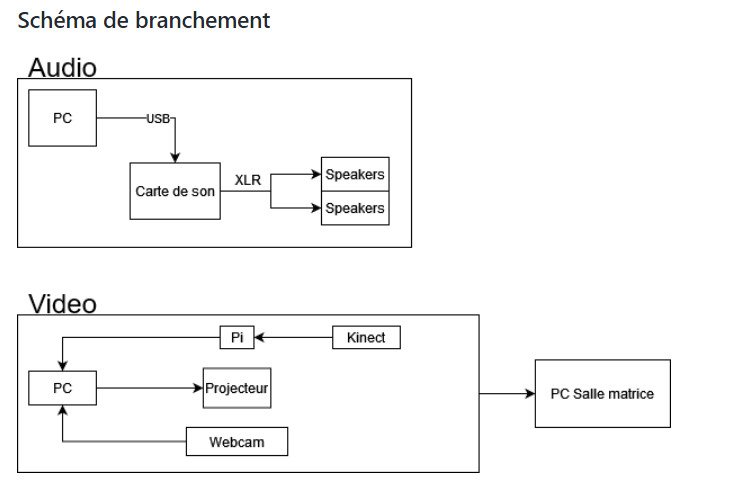 Schéma de branchement
Audio
PC
USB
Carte de son
XLR
Speakers
Speakers
Video
Pi
Kinect
PC
Projecteur
PC Salle matrice
Webcam